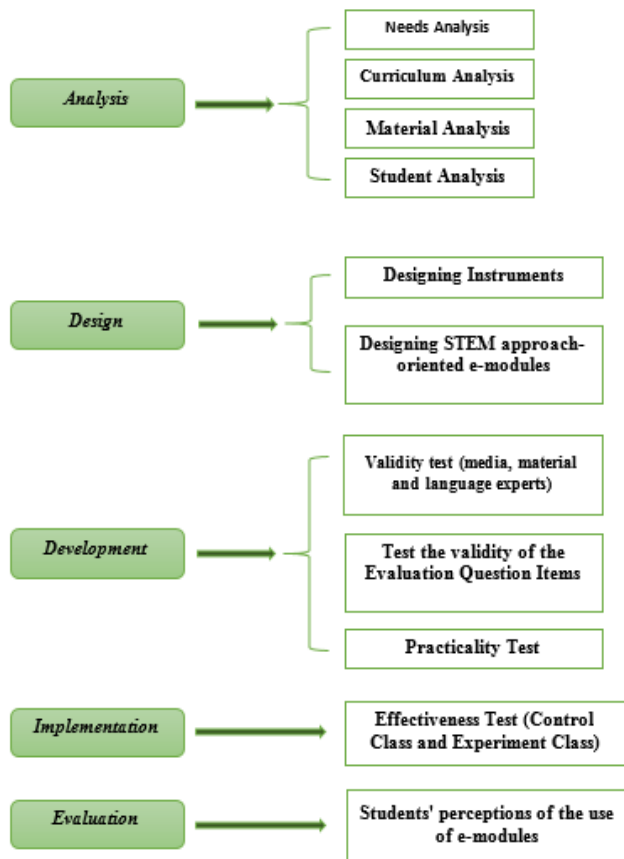 Needs Analysis
Curriculum Analysis
Analysis
Material Analysis
Student Analysis
Designing Instruments
Design
Designing STEM approach-
oriented e-modules
Validity test (media, material
and language experts)
Development
Test the validity of the
Evaluation Question Items
Practicality Test
Implementation
Effectiveness Test (Control
Class and Experiment Class)
Evaluation
Students' perceptions of the use
of e-modules